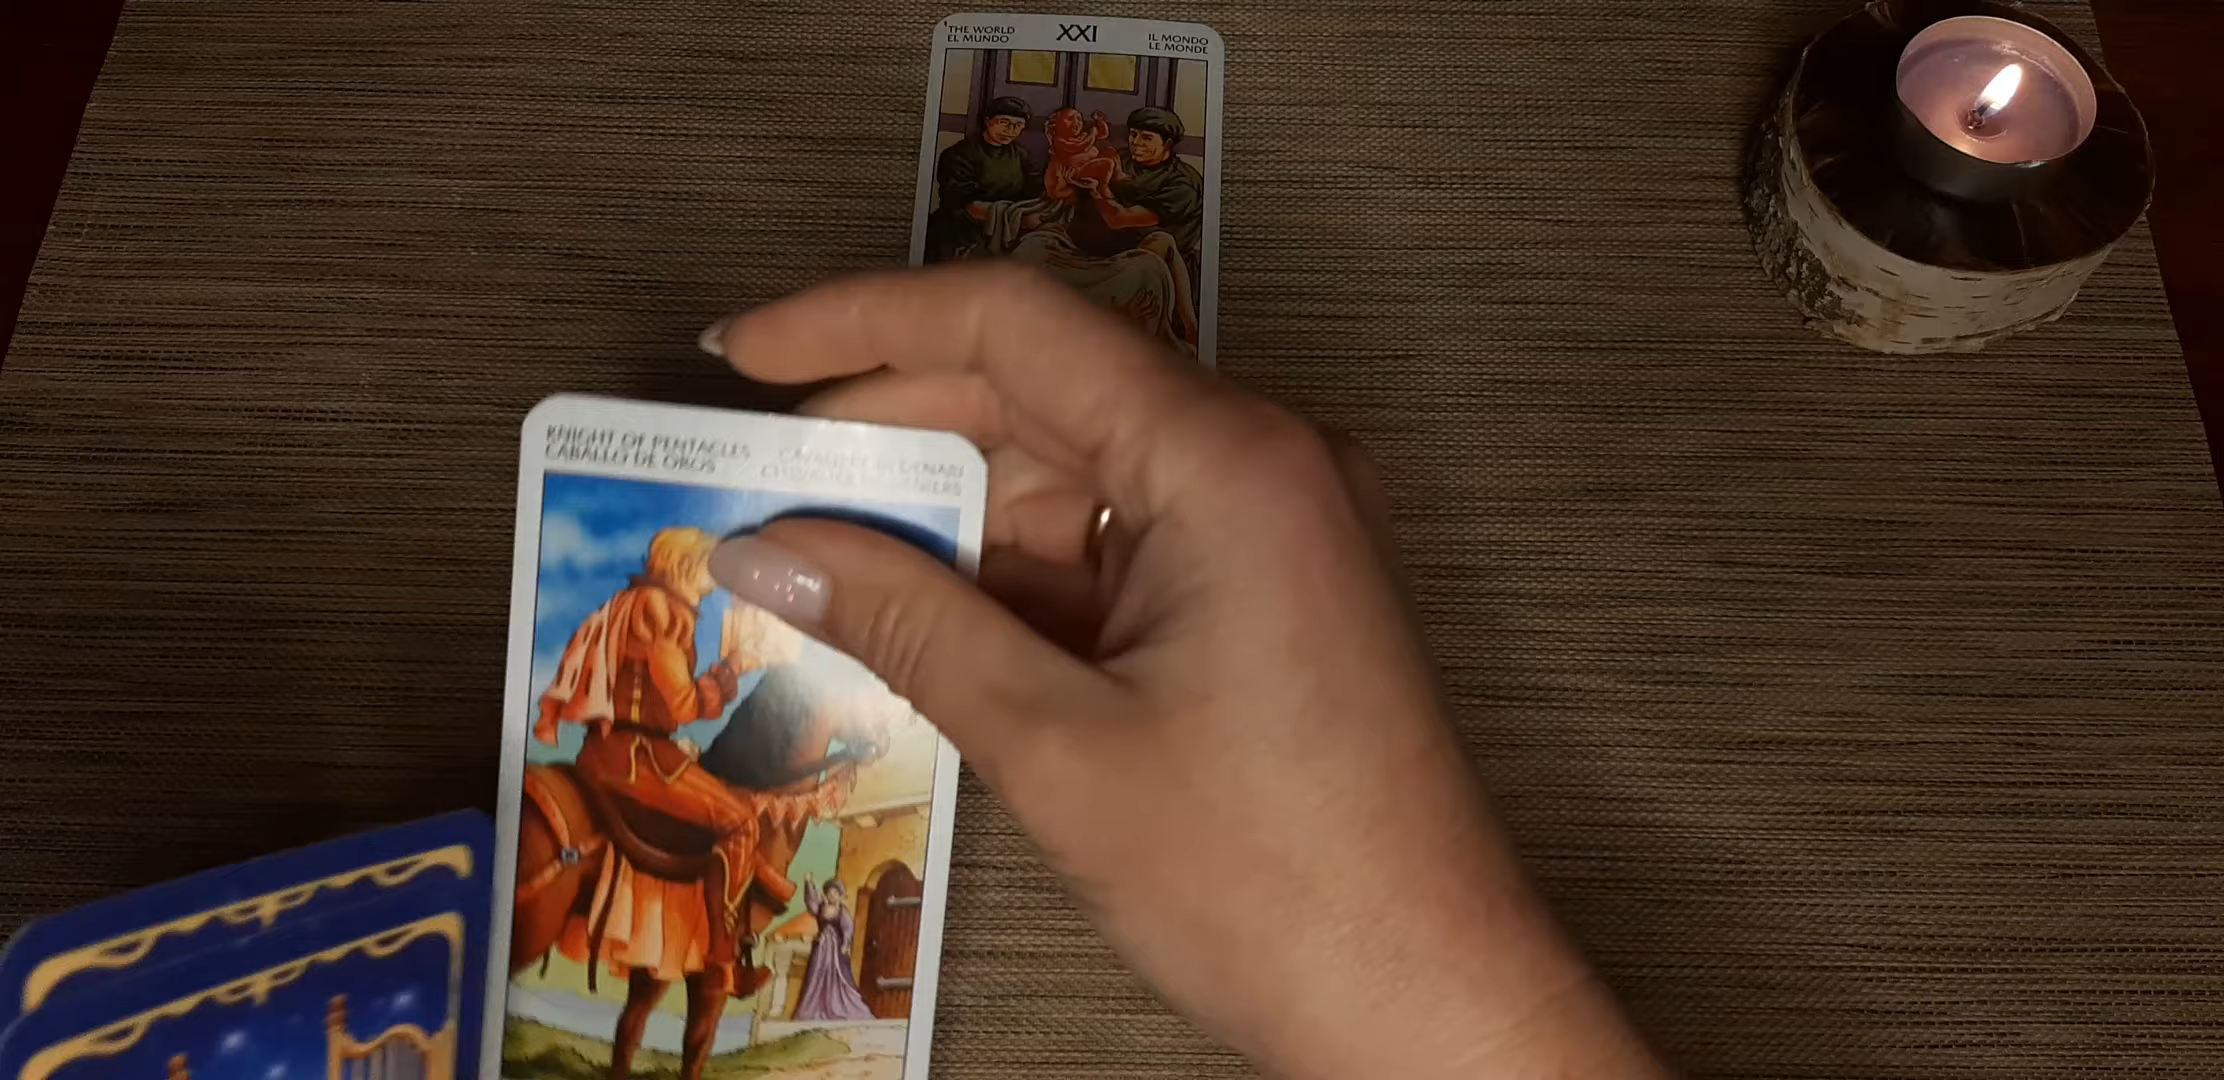 THE WORLD
EL MUNDO
XXI
IL MONDO
LE MONDE
KNIGHT OF PENTACLES
CABALLO DE OROS